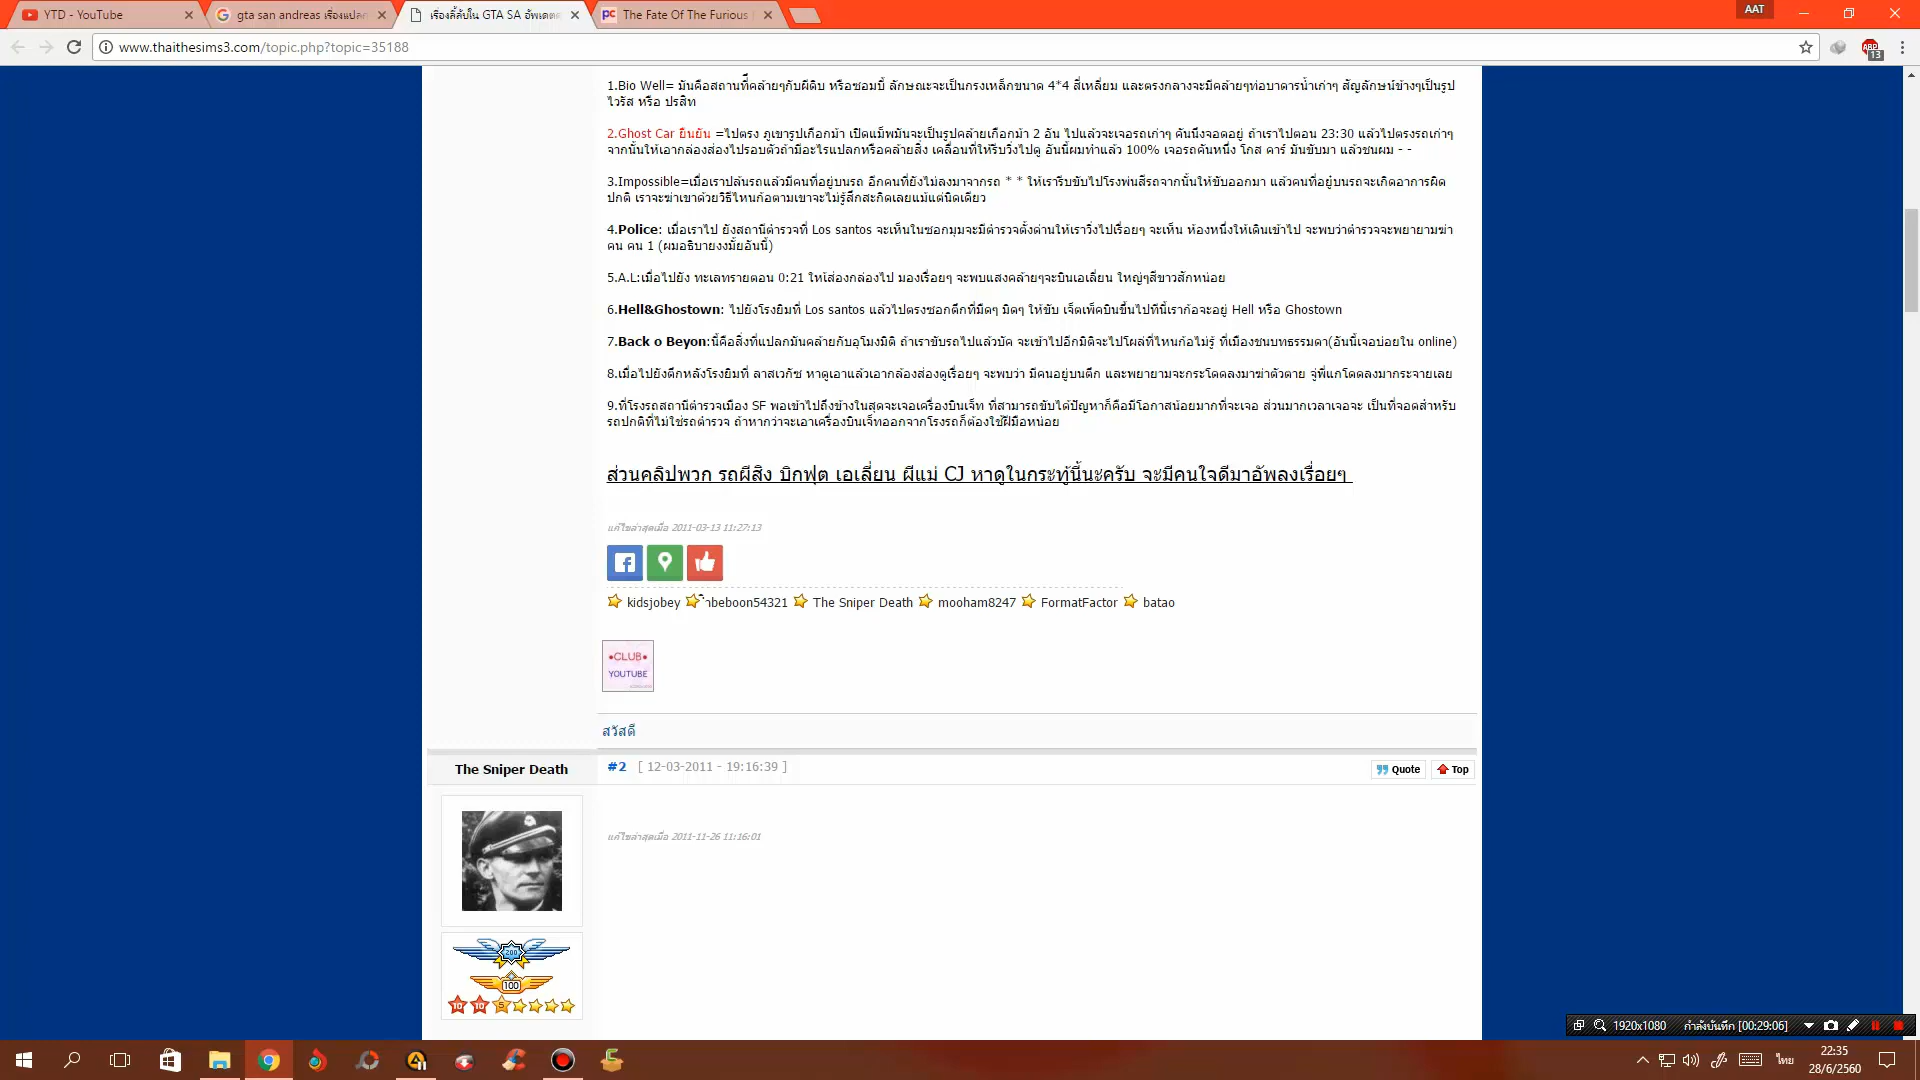 YTD - YouTube
gta san andreas เรื่องแปลก
เรื่องลี้ลับใน GTA SA อัพเดตต
The Fate Of The Furious
AAT
www.thaithesims3.com/topic.php?topic=35188
ABP
13
1.Bio Well= มันคือสถานที่คล้ายๆกับผีดิบ หรือซอมบี้ ลักษณะจะเป็นกรงเหล็กขนาด 4*4 สี่เหลี่ยม และตรงกลางจะมีคล้ายๆท่อบาดารน้ำเก่าๆ สัญลักษน์ข้างๆเป็นรูป
ไวรัส หรือ ปรสิท
2.Ghost Car ยืนยัน =ไปตรง ภูเขารูปเกือกม้า เปิดแม็พมันจะเป็นรูปคล้ายเกือกม้า 2 อัน ไปแล้วจะเจอรถเก่าๆ คันนึงจอดอยู่ ถ้าเราไปตอน 23:30 แล้วไปตรงรถเก่าๆ
จากนั้นให้เอากล่องส่องไปรอบตัวถ้ามีอะไรแปลกหรือคล้ายสิ่ง เคลื่อนที่ให้รีบวิ่งไปดู อันนี้ผมทำแล้ว 100% เจอรถคันหนึ่ง โกส คาร์ มันขับมา แล้วชนผม - -
3.Impossible=เมื่อเราปล้นรถแล้วมีคนที่อยู่บนรถ อีกคนที่ยังไม่ลงมาจากรถ * * ให้เรารีบขับไปโรงพ่นสีรถจากนั้นให้ขับออกมา แล้วคนที่อยู่บนรถจะเกิดอาการผิด
ปกติ เราจะฆ่าเขาด้วยวิธีไหนก้อตามเขาจะไม่รู้สึกสะกิดเลยแม้แต่นิดเดียว
4.Police: เมื่อเราไป ยังสถานีตำรวจที่ Los santos จะเห็นในซอกมุมจะมีตำรวจตั้งด่านให้เราวิ่งไปเรื่อยๆ จะเห็น ห้องหนึ่งให้เดินเข้าไป จะพบว่าตำรวจจะพยายามฆ่า
คน คน 1 (ผมอธิบายงงมั้ยอันนี้)
5.A.L:เมื่อไปยัง ทะเลทรายตอน 0:21 ให้เส่องกล่องไป มองเรื่อยๆ จะพบแสงคล้ายๆจะบินเอเลี่ยน ใหญ่ๆสีขาวสักหน่อย
6.Hell&Ghostown: ไปยังโรงยิมที่ Los santos แล้วไปตรงซอกตึกที่มืดๆ มิดๆ ให้ขับ เจ็ตเพ็คบินขึ้นไปทีนี้เราก้อจะอยู่ Hell หรือ Ghostown
7.Back o Beyon:นี้คือสิ่งที่แปลกมันคล้ายกับอุโมงมิติ ถ้าเราขับรถไปแล้วบัค จะเข้าไปอีกมิติจะไปโผล่ที่ไหนก้อไม่รู้ ที่เมืองชนบทธรรมดา(อันนี้เจอบ่อยใน online)
8.เมื่อไปยังตึกหลังโรงยิมที่ ลาสเวกัซ หาดูเอาแล้วเอากล้องส้องดูเรื่อยๆ จะพบว่า มีคนอยู่บนตึก และพยายามจะกระโดดลงมาฆ่าตัวตาย จู่พี่แกโดดลงมากระจายเลย
9.ที่โรงรถสถานีตำรวจเมือง SF พอเข้าไปถึงข้างในสุดจะเจอเครื่องบินเจ็ท ที่สามารถขับได้ปัญหาก็คือมีโอกาสน้อยมากที่จะเจอ ส่วนมากเวลาเจอจะ เป็นที่จอดสำหรับ
รถปกติที่ไม่ใช่รถตำรวจ ถ้าหากว่าจะเอาเครื่องบินเจ็ทออกจากโรงรถก็ต้องใช้ฝีมือหน่อย
ส่วนคลิปพวก รถผีสิง บิกฟุต เอเลี่ยน ผีแม่ CJ หาดูในกระทู้นี้นะครับ จะมีคนใจดีมาอัพลงเรื่อยๆ
แก้ไขล่าสุดเมื่อ 2011-03-13 11:27:13
kidsjobey beboon54321 The Sniper Death mooham8247 FormatFactor batao
•CLUB•
YOUTUBE
สวัสดี
The Sniper Death
#2 [ 12-03-2011 - 19:16:39 ]
Quote
Top
แก้ไขล่าสุดเมื่อ 2011-11-26 11:16:01
200
100
10 10 5
1920x1080 กำลังบันทึก [00:29:06]
ไทย
22:35
28/6/2560